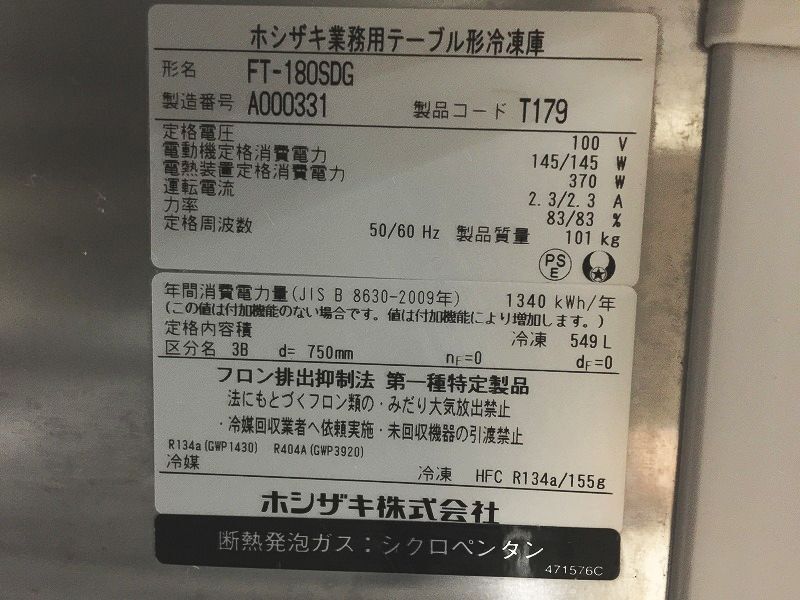 ホシザキ業務用テーブル形冷凍庫
形名 FT-180SDG
製造番号 A000331 製品コード T179
定格電圧 100 V
電動機定格消費電力 145/145 W
電熱装置定格消費電力 370 W
運転電流 2.3/2.3 A
力率 83/83 %
定格周波数 50/60 Hz 製品質量 101 kg
PS E
年間消費電力量(JIS B 8630-2009年) 1340 kWh/年
(この値は付加機能のない場合です。値は付加機能により増加します。)
定格内容積 冷凍 549 L
区分名 3B d= 750mm nF=0 dF=0
フロン排出抑制法 第一種特定製品
法にもとづくフロン類の・みだり大気放出禁止
・冷媒回収業者へ依頼実施・未回収機器の引渡禁止
R134a(GWP1430) R404A(GWP3920)
冷媒 冷凍 HFC R134a/155g
ホシザキ株式会社
断熱発泡ガス：シクロペンタン
471576C